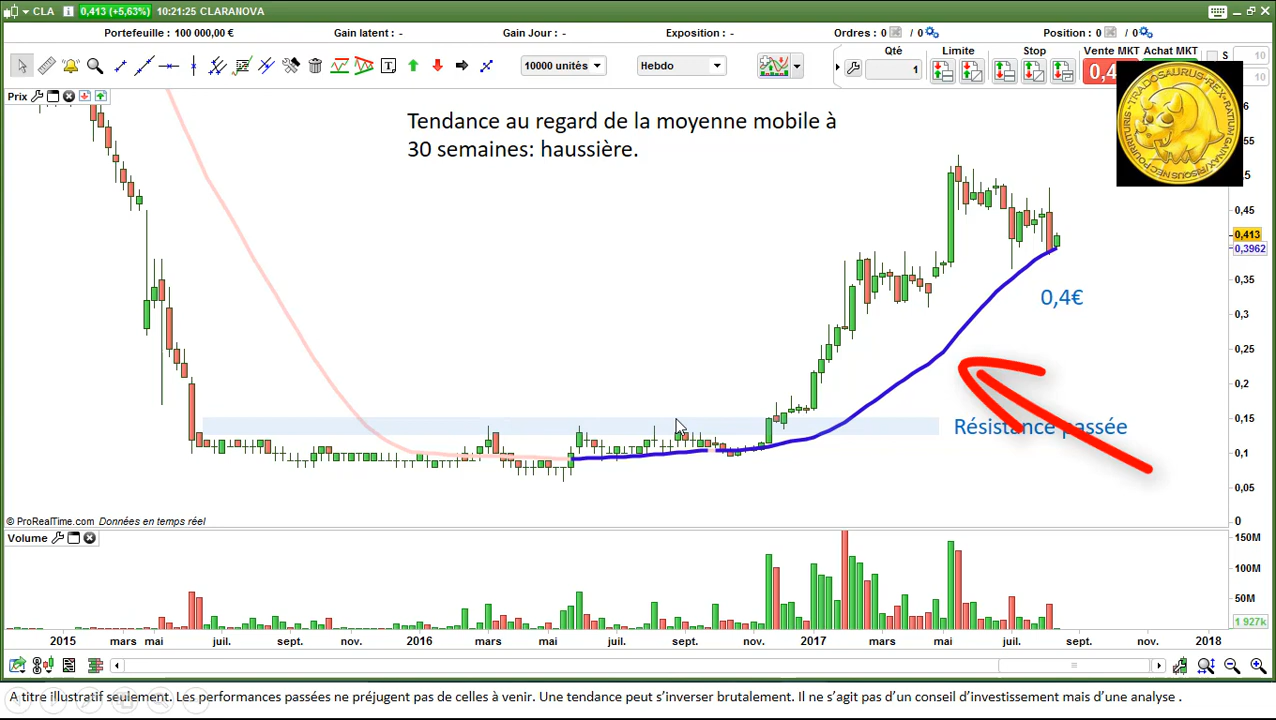 CLA 0,413 (+5,63%) 10:21:25 CLARANOVA
Portefeuille : 100 000,00 € Gain latent : - Gain Jour : - Exposition : - Ordres : 0 / 0 Position : 0 / 0
10000 unités Hebdo Qté 1 Limite Stop Vente MKT Achat MKT S 10
0,4 10
Prix
Tendance au regard de la moyenne mobile à
30 semaines: haussière.
TRADOSAURUS-REX
0,45
0,413
0,3962
0,35
0,4€
0,3
0,25
0,2
0,15
Résistance passée
0,1
0,05
0
© ProRealTime.com Données en temps réel
Volume
150M
100M
50M
1 927k
2015 mars mai juil. sept. nov. 2016 mars mai juil. sept. nov. 2017 mars mai juil. sept. nov. 2018
A titre illustratif seulement. Les performances passées ne préjugent pas de celles à venir. Une tendance peut s’inverser brutalement. Il ne s’agit pas d’un conseil d’investissement mais d’une analyse .